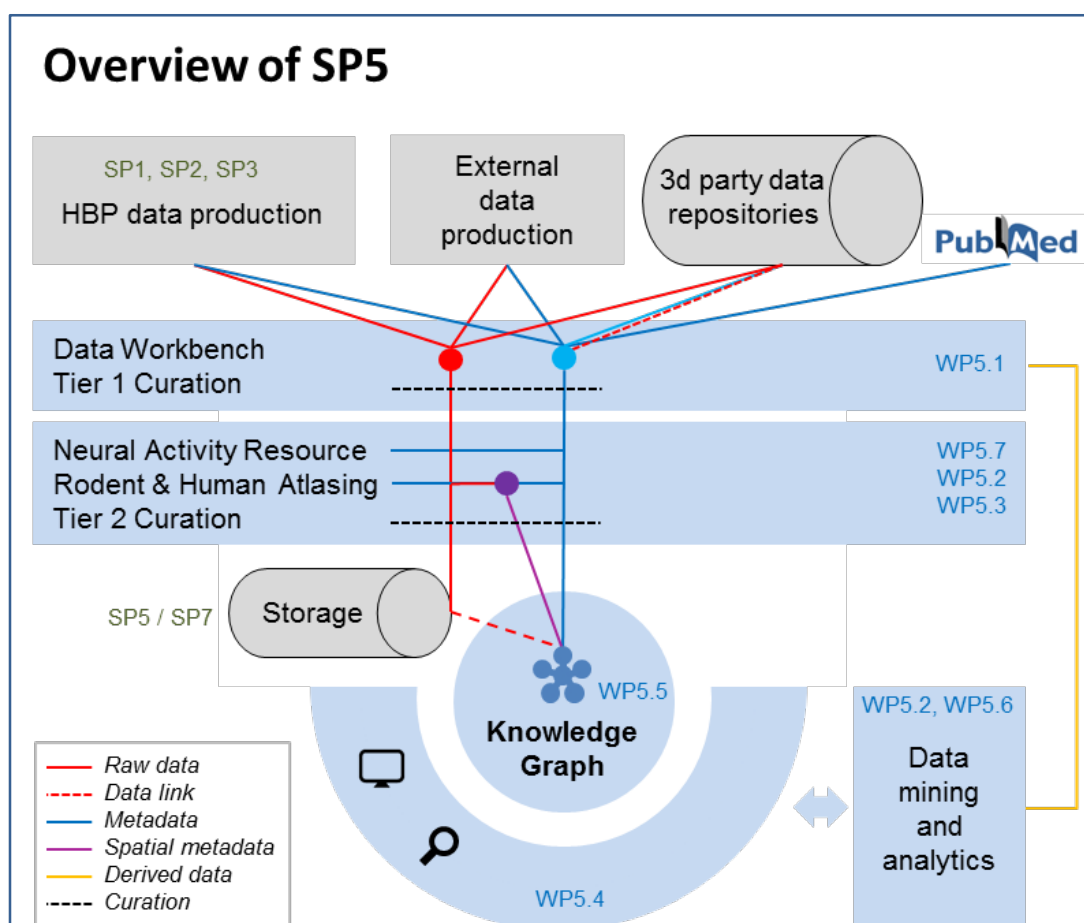 Overview of SP5
SP1, SP2, SP3
HBP data production
External
data
production
3d party data
repositories
PubMed
Data Workbench
Tier 1 Curation
WP5.1
Neural Activity Resource
Rodent & Human Atlasing
Tier 2 Curation
WP5.7
WP5.2
WP5.3
SP5 / SP7
Storage
WP5.5
Knowledge
Graph
WP5.2, WP5.6
Data
mining
and
analytics
WP5.4
Raw data
Data link
Metadata
Spatial metadata
Derived data
Curation